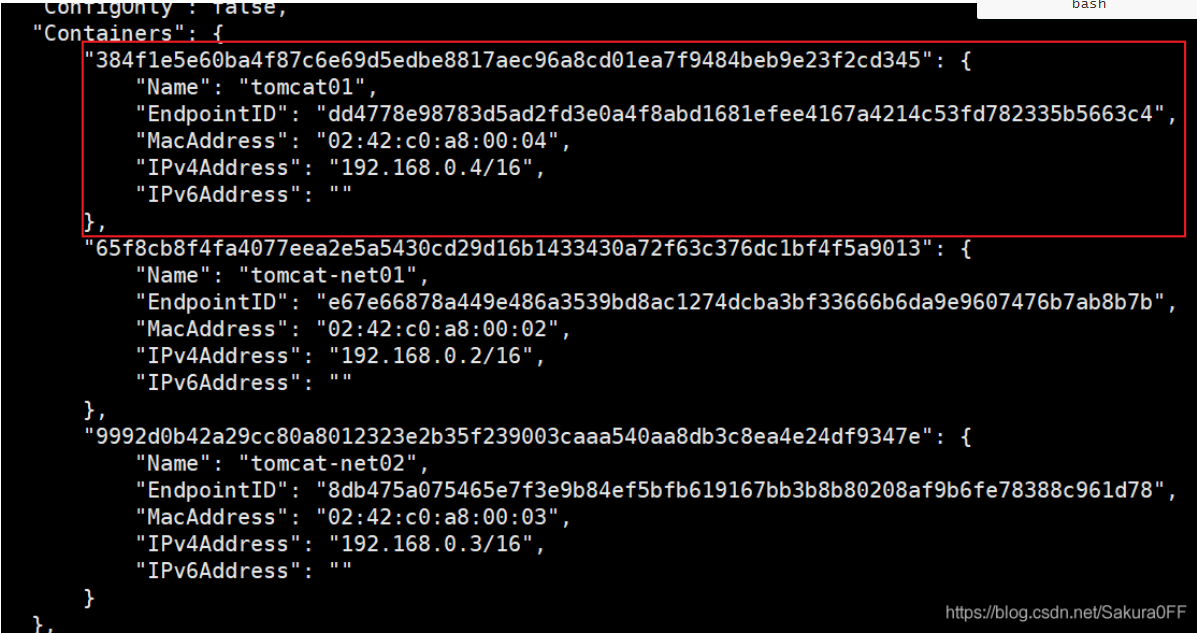 bash
"ConfigOnly": false,
"Containers": {
"384f1e5e60ba4f87c6e69d5edbe8817aec96a8cd01ea7f9484beb9e23f2cd345": {
"Name": "tomcat01",
"EndpointID": "dd4778e98783d5ad2fd3e0a4f8abd1681efee4167a4214c53fd782335b5663c4",
"MacAddress": "02:42:c0:a8:00:04",
"IPv4Address": "192.168.0.4/16",
"IPv6Address": ""
},
"65f8cb8f4fa4077eea2e5a5430cd29d16b1433430a72f63c376dc1bf4f5a9013": {
"Name": "tomcat-net01",
"EndpointID": "e67e66878a449e486a3539bd8ac1274dcba3bf33666b6da9e9607476b7ab8b7b",
"MacAddress": "02:42:c0:a8:00:02",
"IPv4Address": "192.168.0.2/16",
"IPv6Address": ""
},
"9992d0b42a29cc80a8012323e2b35f239003caaa540aa8db3c8ea4e24df9347e": {
"Name": "tomcat-net02",
"EndpointID": "8db475a075465e7f3e9b84ef5bfb619167bb3b8b80208af9b6fe78388c961d78",
"MacAddress": "02:42:c0:a8:00:03",
"IPv4Address": "192.168.0.3/16",
"IPv6Address": ""
}
},
https://blog.csdn.net/Sakura0FF